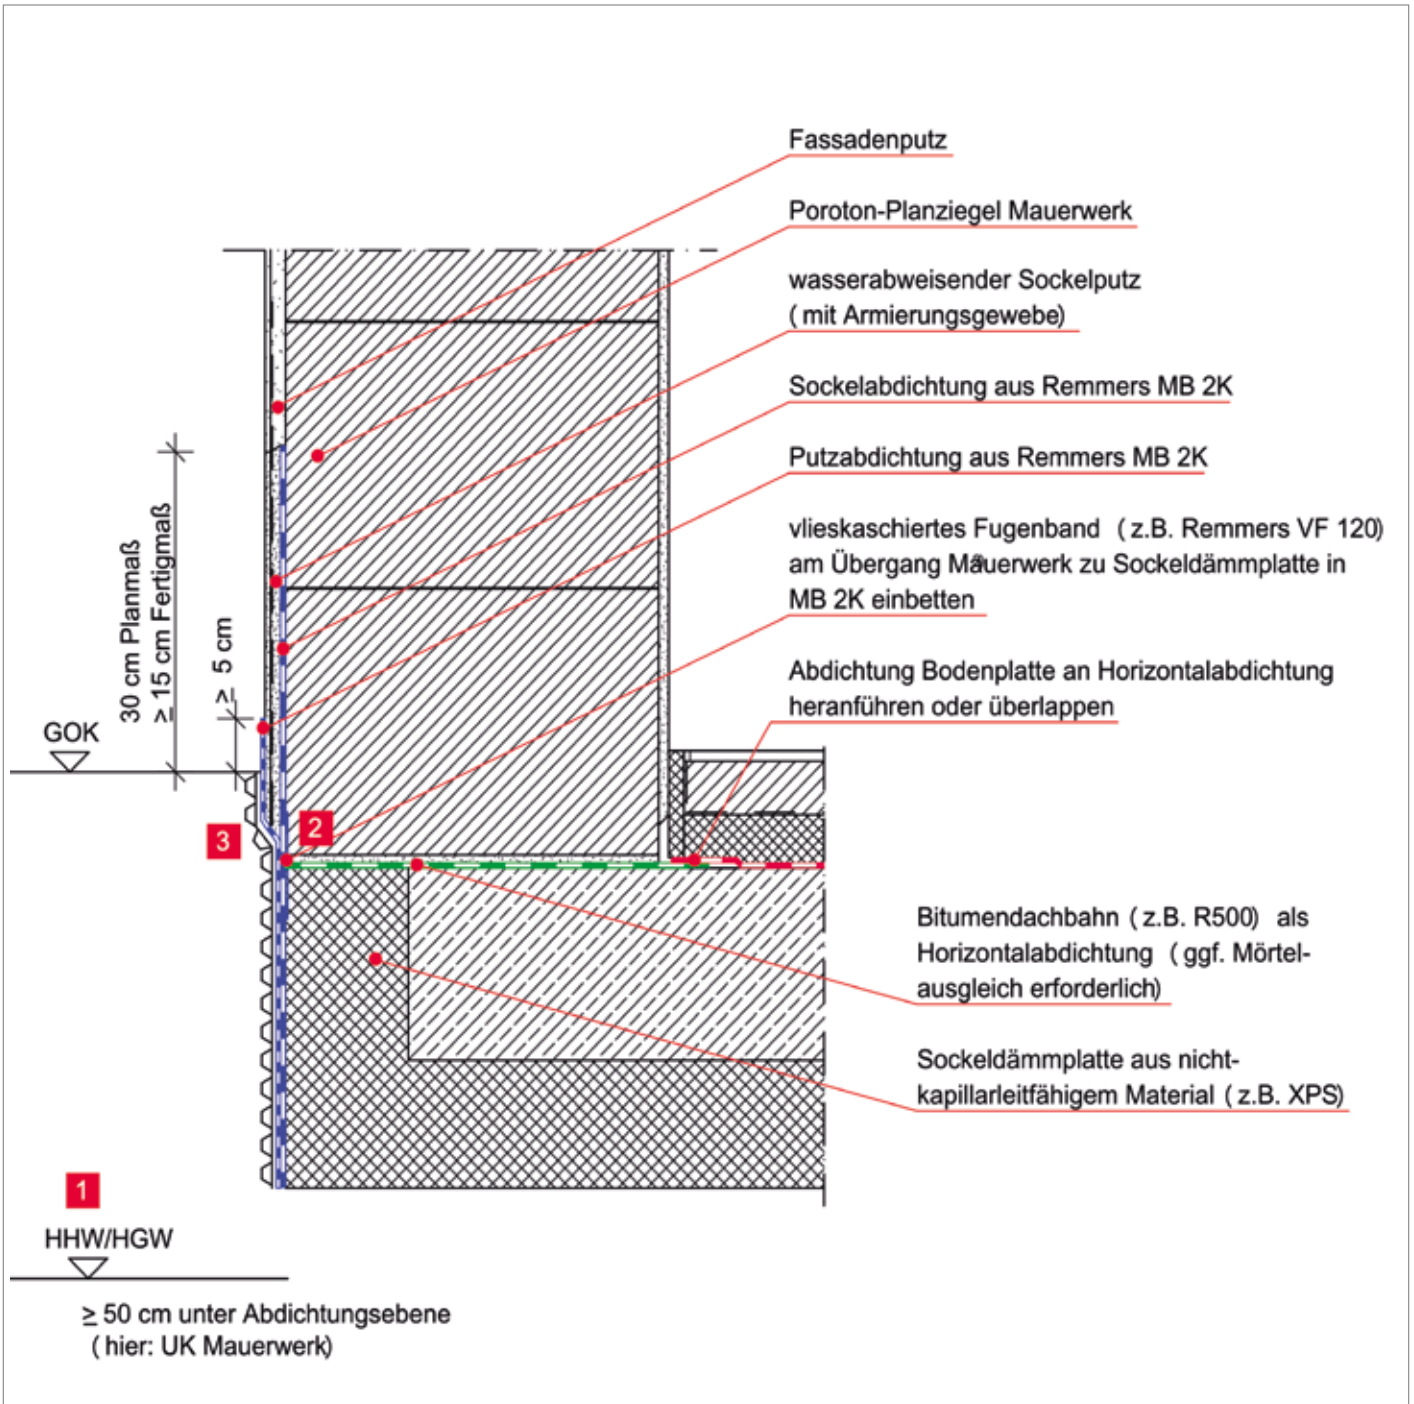 Fassadenputz
Poroton-Planziegel Mauerwerk
wasserabweisender Sockelputz
(mit Armierungsgewebe)
Sockelabdichtung aus Remmers MB 2K
Putzabdichtung aus Remmers MB 2K
vlieskaschiertes Fugenband (z.B. Remmers VF 120)
am Übergang Mauerwerk zu Sockeldämmplatte in
MB 2K einbetten
Abdichtung Bodenplatte an Horizontalabdichtung
heranführen oder überlappen
30 cm Planmaß
≥ 15 cm Fertigmaß
≥ 5 cm
GOK
3
2
Bitumendachbahn (z.B. R500) als
Horizontalabdichtung (ggf. Mörtel-
ausgleich erforderlich)
Sockeldämmplatte aus nicht-
kapillarleitfähigem Material (z.B. XPS)
1
HHW/HGW
≥ 50 cm unter Abdichtungsebene
(hier: UK Mauerwerk)